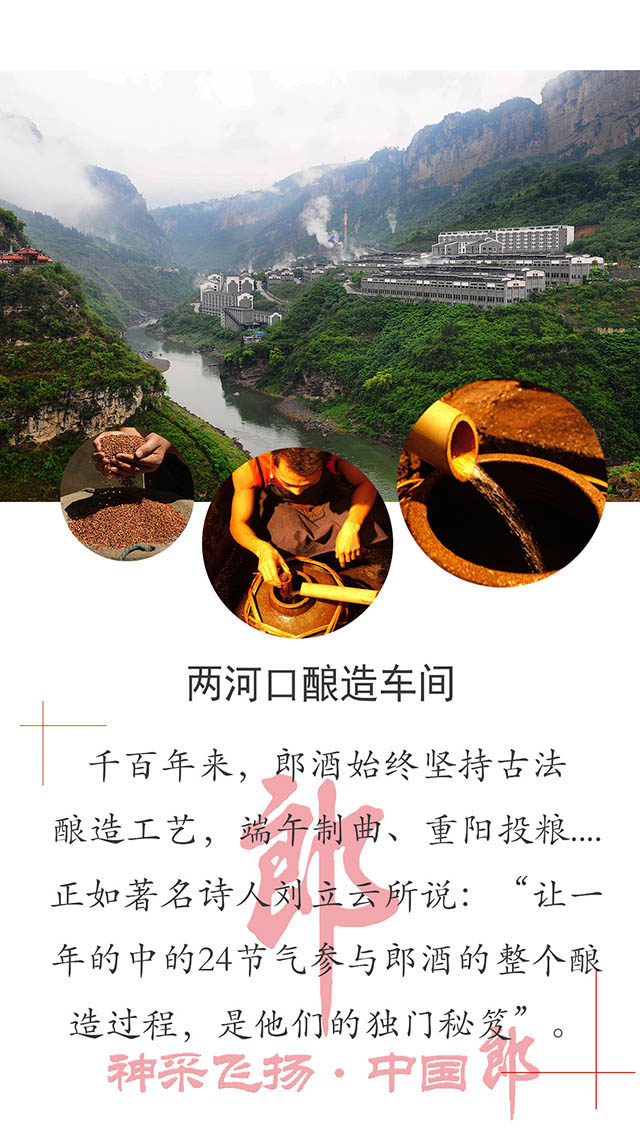 两河口酿造车间
千百年来，郎酒始终坚持古法
酿造工艺，端午制曲、重阳投粮....
正如著名诗人刘立云所说：“让一
年的中的24节气参与郎酒的整个酿
造过程，是他们的独门秘笈”。
郎
神采飞扬·中国郎